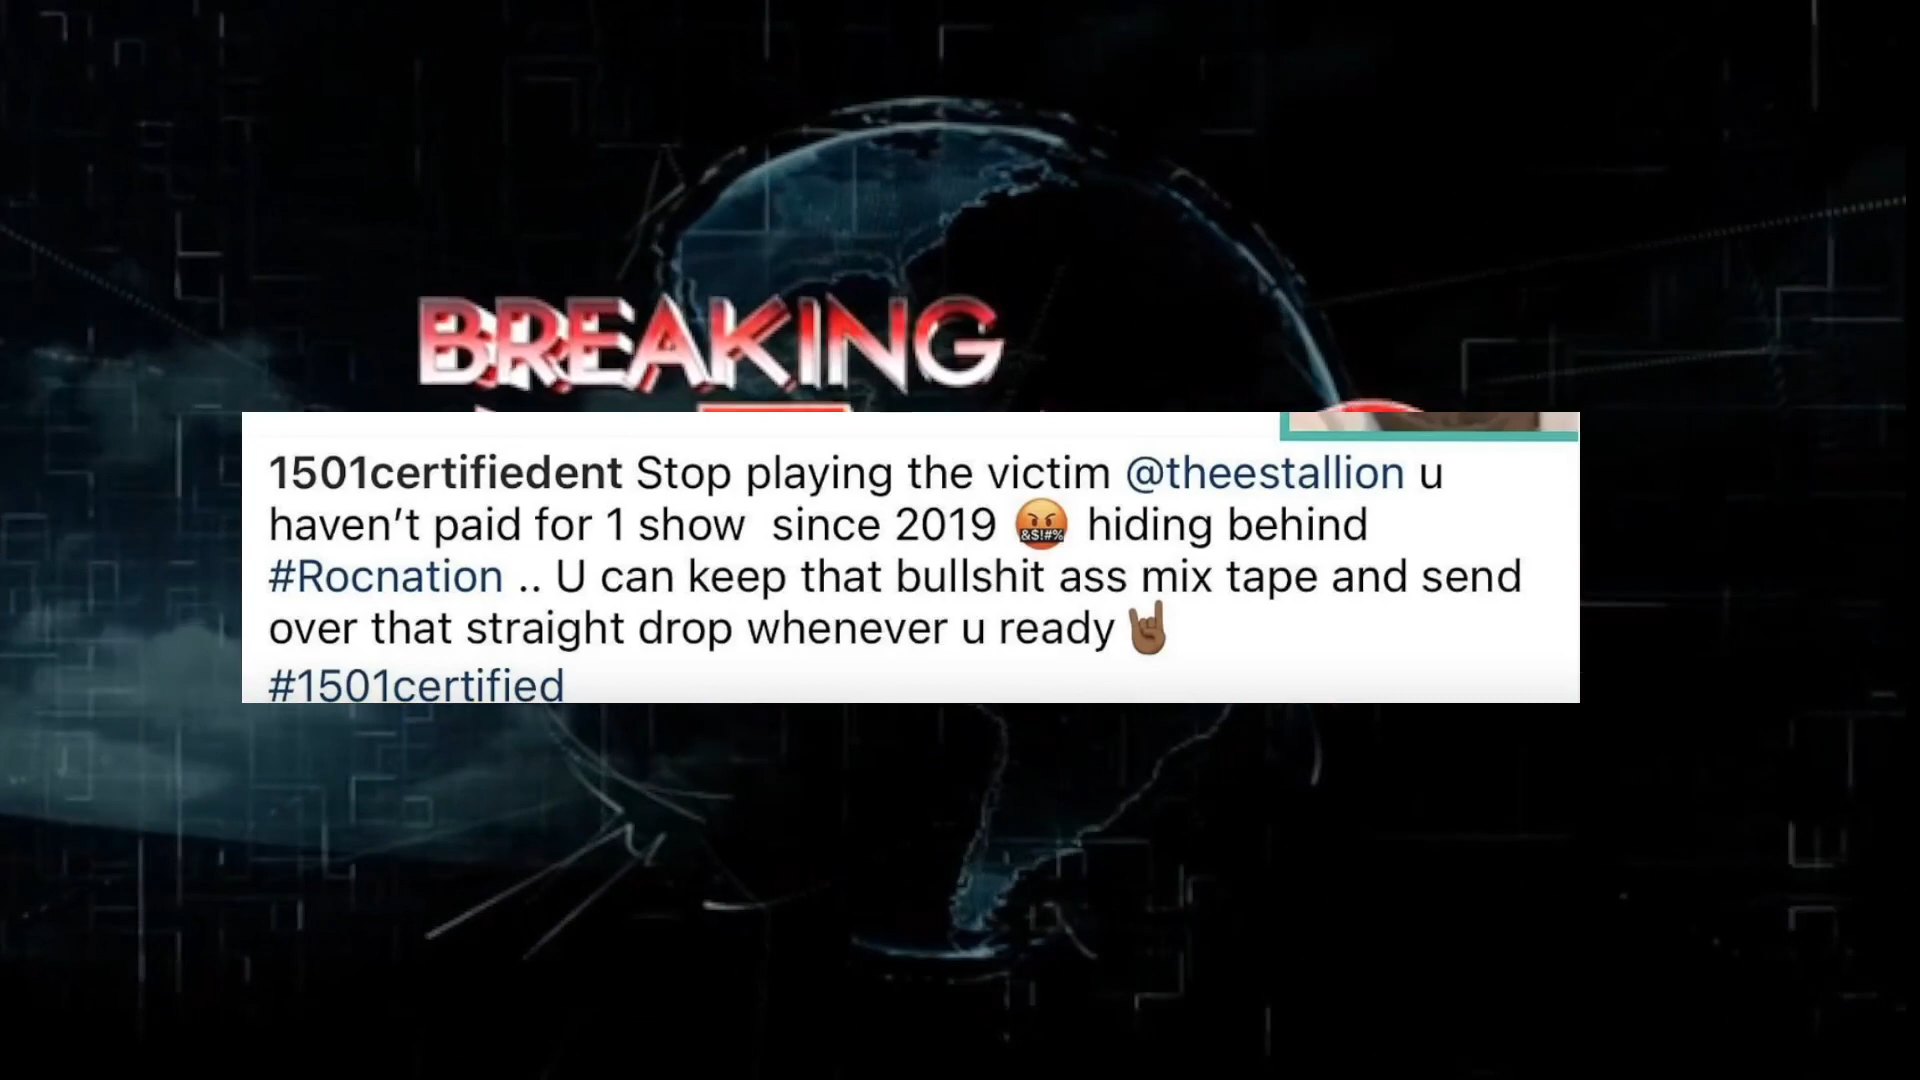 BREAKING
1501certifiedent Stop playing the victim @theestallion u
haven't paid for 1 show since 2019 🤬 hiding behind
#Rocnation .. U can keep that bullshit ass mix tape and send
over that straight drop whenever u ready🤘🏾
#1501certified